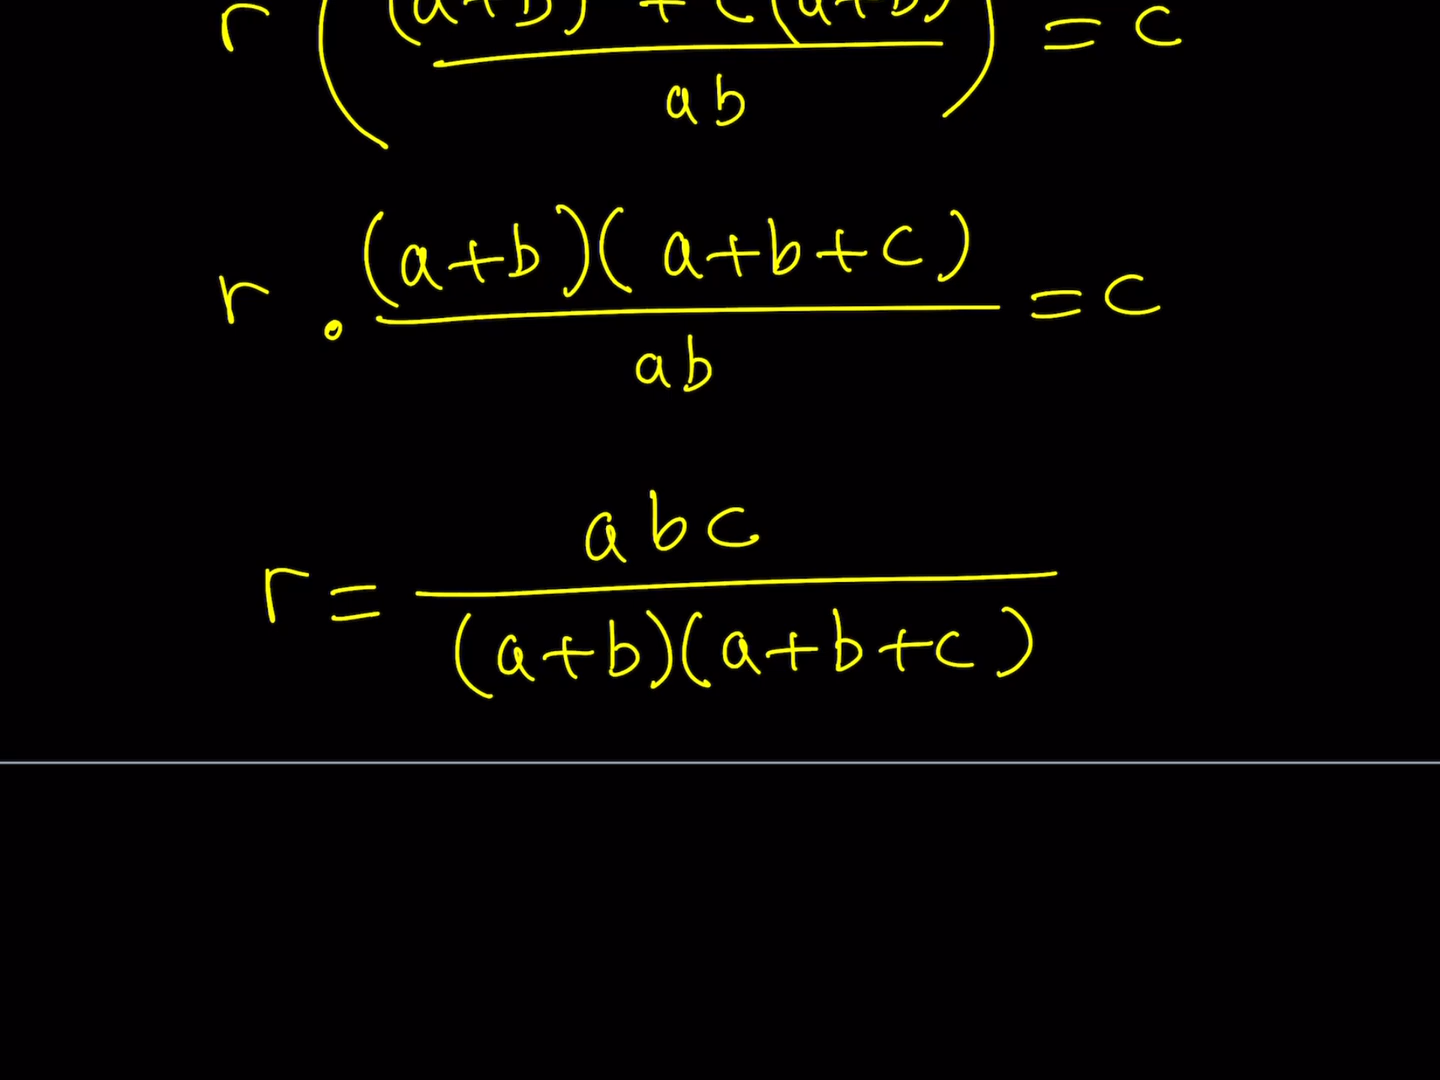 r ( (a+b) + c(a+b) / ab ) = c
r . (a+b)(a+b+c) / ab = c
r = abc / (a+b)(a+b+c)